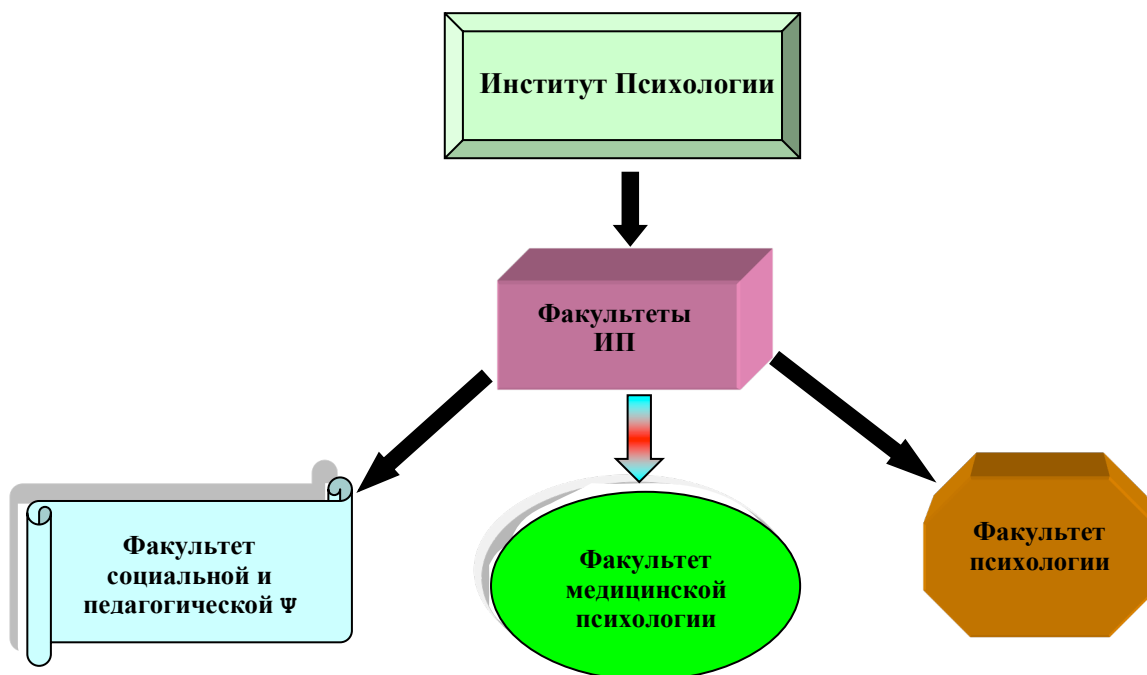 Институт Психологии
Факультеты
ИП
Факультет
социальной и
педагогической Ψ
Факультет
медицинской
психологии
Факультет
психологии